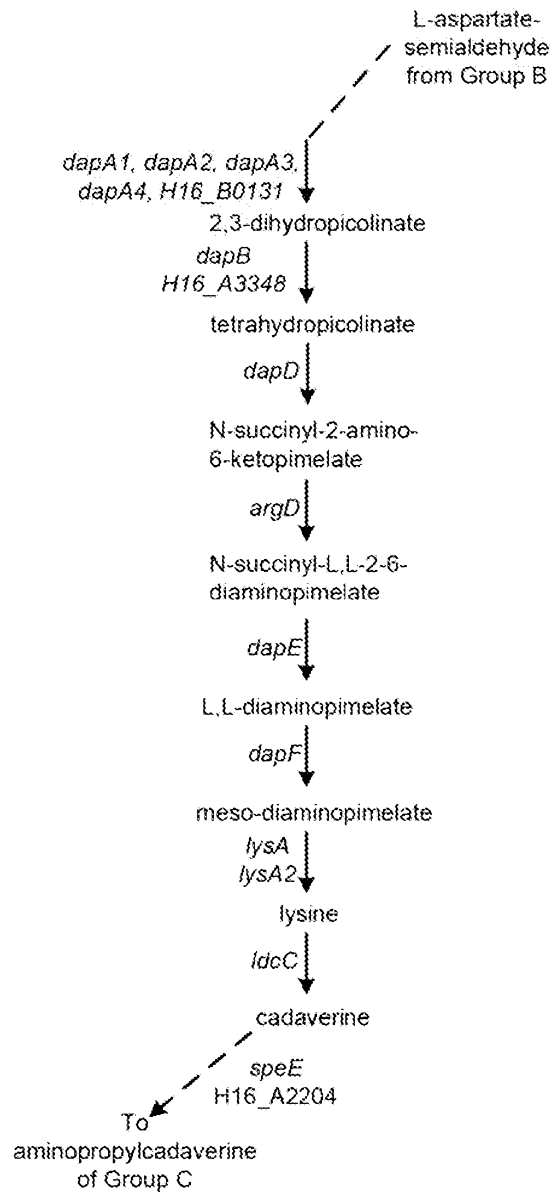 L-aspartate-
semialdehyde
from Group B
dapA1, dapA2, dapA3,
dapA4, H16_B0131
2,3-dihydropicolinate
dapB
H16_A3348
tetrahydropicolinate
dapD
N-succinyl-2-amino-
6-ketopimelate
argD
N-succinyl-L,L-2-6-
diaminopimelate
dapE
L,L-diaminopimelate
dapF
meso-diaminopimelate
lysA
lysA2
lysine
ldcC
cadaverine
speE
H16_A2204
To
aminopropylcadaverine
of Group C